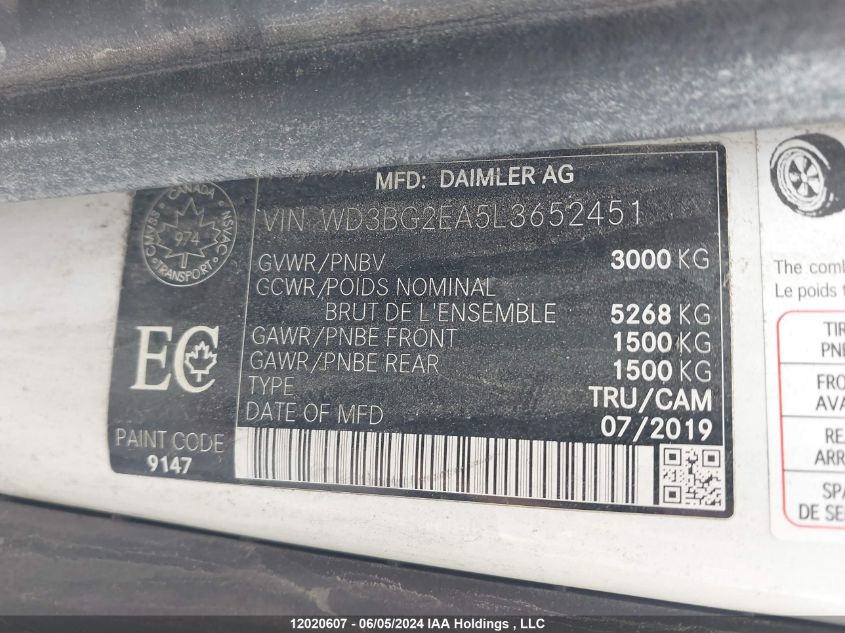 MFD: DAIMLER AG
CANADA
CMVSS NSVAC
974
TRANSPORT
VIN WD3BG2EA5L3652451
GVWR/PNBV 3000 KG
GCWR/POIDS NOMINAL
BRUT DE L'ENSEMBLE 5268 KG
GAWR/PNBE FRONT 1500 KG
GAWR/PNBE REAR 1500 KG
TYPE TRU/CAM
DATE OF MFD 07/2019
EC
PAINT CODE
9147
The comb
Le poids t
TIR
PNE
FRO
AVA
RE
ARR
SPA
DE SE
12020607 - 06/05/2024 IAA Holdings, LLC